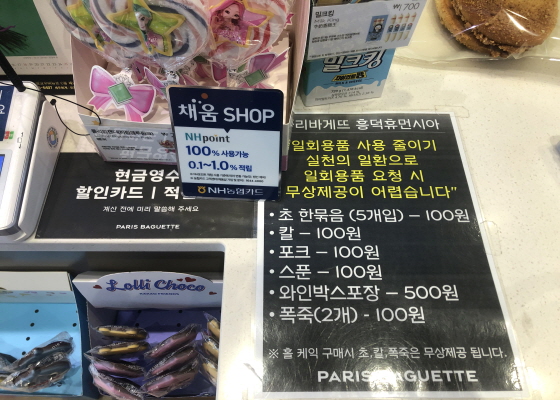 밀크킹
₩ 700
밀크킹
채움 SHOP
NHpoint
100% 사용가능
0.1~1.0% 적립
NH농협카드
현금영수
할인카드 | 적
계산 전에 미리 말씀해 주세요
PARIS BAGUETTE
Lolli Choco
리바게뜨 흥덕휴먼시아
"일회용품 사용 줄이기
실천의 일환으로
일회용품 요청 시
무상제공이 어렵습니다"
• 초 한묶음 (5개입) – 100원
• 칼 – 100원
• 포크 – 100원
• 스푼 – 100원
• 와인박스포장 – 500원
• 폭죽(2개) - 100원
※ 홀 케익 구매시 초,칼,폭죽은 무상제공 됩니다.
PARIS BAGUETTE